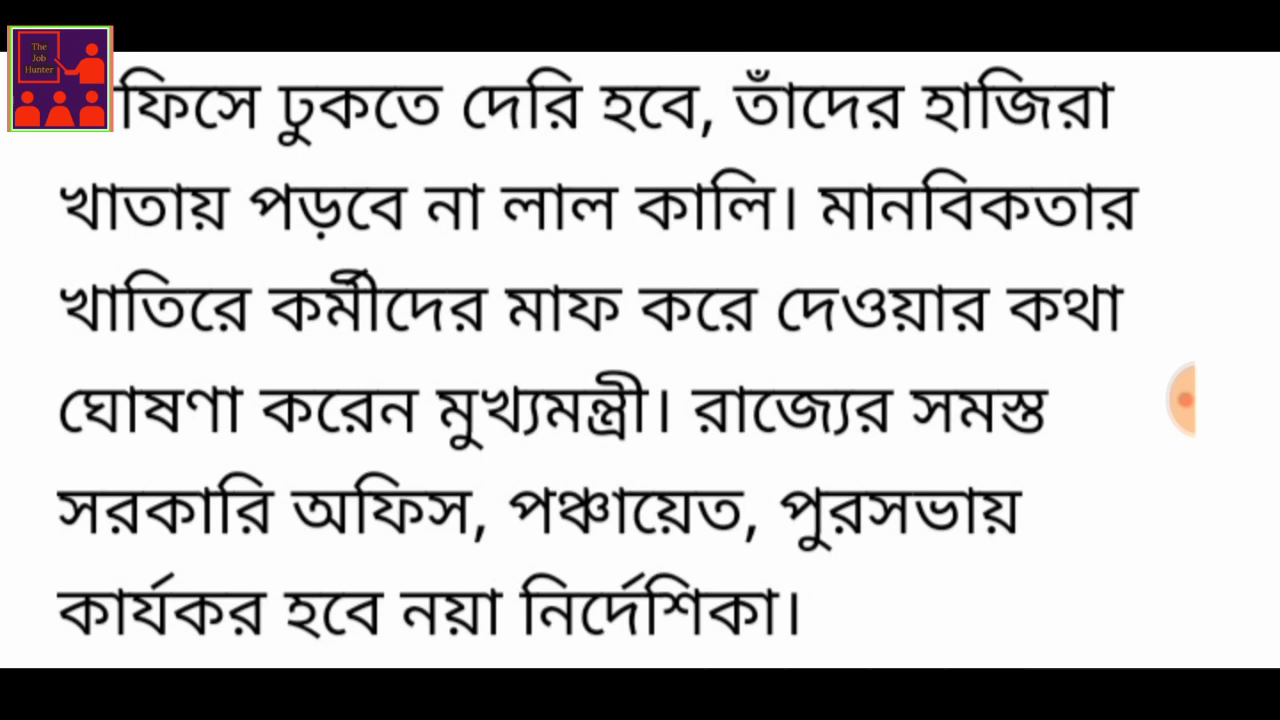 The
Job
Hunter
ফিসে ঢুকতে দেরি হবে, তাঁদের হাজিরা
খাতায় পড়বে না লাল কালি। মানবিকতার
খাতিরে কর্মীদের মাফ করে দেওয়ার কথা
ঘোষণা করেন মুখ্যমন্ত্রী। রাজ্যের সমস্ত
সরকারি অফিস, পঞ্চায়েত, পুরসভায়
কার্যকর হবে নয়া নির্দেশিকা।